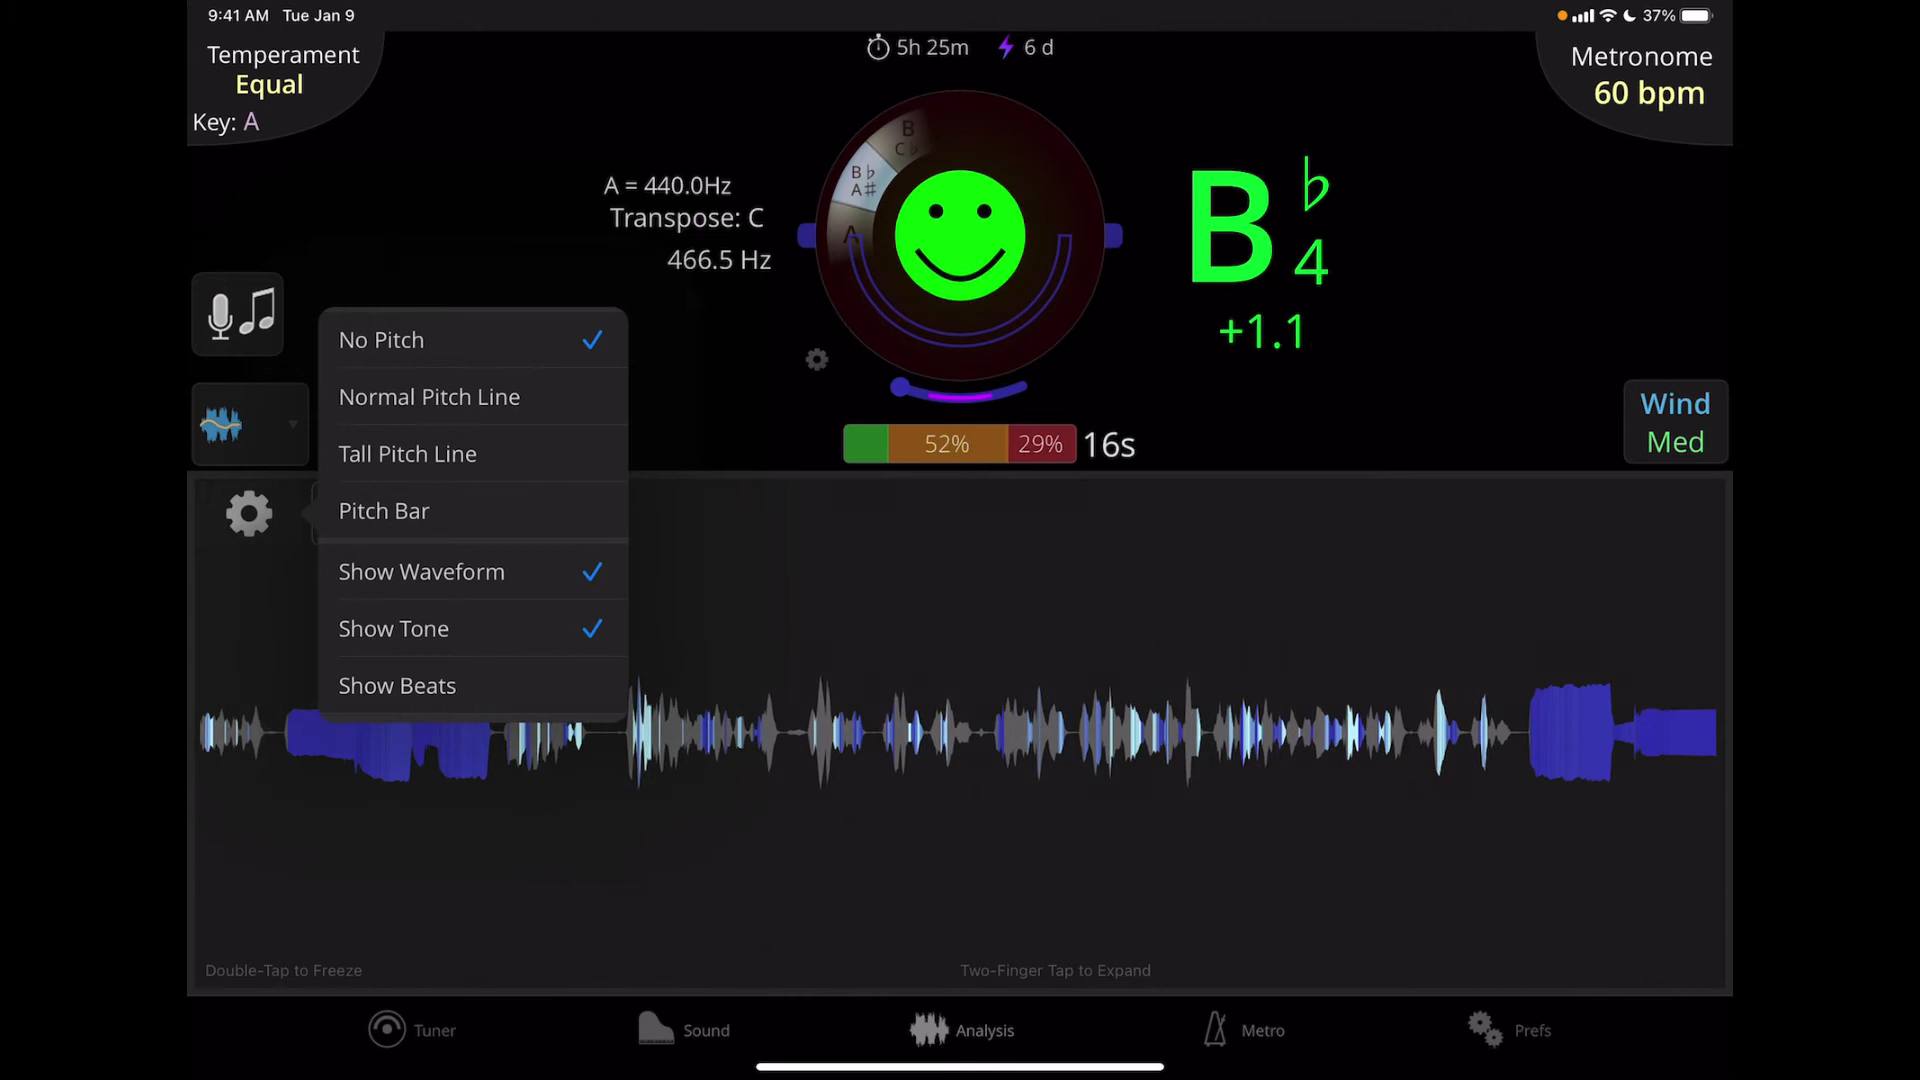 9:41 AM Tue Jan 9
37%
Temperament
Equal
Key: A
5h 25m 6 d
Metronome
60 bpm
A = 440.0Hz
Transpose: C
466.5 Hz
B
C♭
B♭
A♯
A
B♭
4
+1.1
No Pitch
Normal Pitch Line
Tall Pitch Line
Pitch Bar
Show Waveform
Show Tone
Show Beats
52% 29% 16s
Wind
Med
Double-Tap to Freeze
Two-Finger Tap to Expand
Tuner
Sound
Analysis
Metro
Prefs